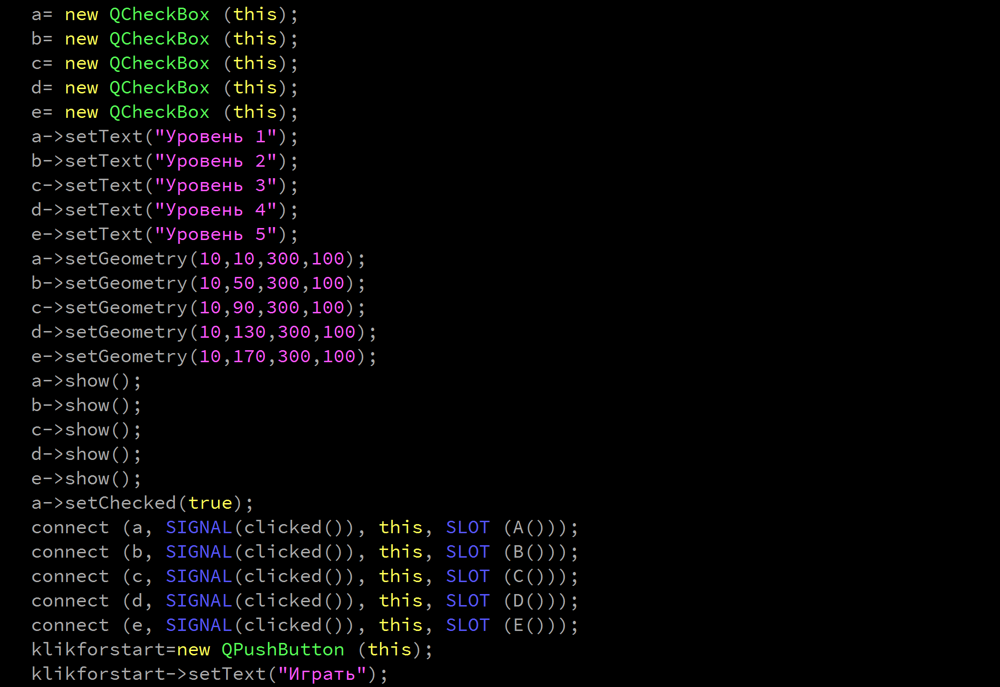 a= new QCheckBox (this);
b= new QCheckBox (this);
c= new QCheckBox (this);
d= new QCheckBox (this);
e= new QCheckBox (this);
a->setText("Уровень 1");
b->setText("Уровень 2");
c->setText("Уровень 3");
d->setText("Уровень 4");
e->setText("Уровень 5");
a->setGeometry(10,10,300,100);
b->setGeometry(10,50,300,100);
c->setGeometry(10,90,300,100);
d->setGeometry(10,130,300,100);
e->setGeometry(10,170,300,100);
a->show();
b->show();
c->show();
d->show();
e->show();
a->setChecked(true);
connect (a, SIGNAL(clicked()), this, SLOT (A()));
connect (b, SIGNAL(clicked()), this, SLOT (B()));
connect (c, SIGNAL(clicked()), this, SLOT (C()));
connect (d, SIGNAL(clicked()), this, SLOT (D()));
connect (e, SIGNAL(clicked()), this, SLOT (E()));
klikforstart=new QPushButton (this);
klikforstart->setText("Играть");